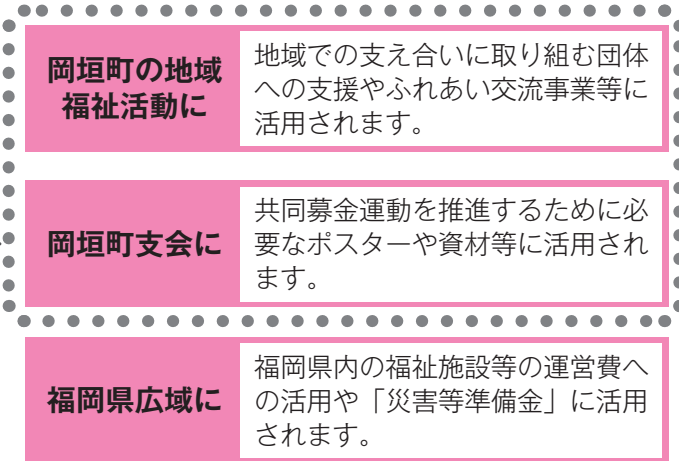 岡垣町の地域
福祉活動に
地域での支え合いに取り組む団体
への支援やふれあい交流事業等に
活用されます。
岡垣町支会に
共同募金運動を推進するために必
要なポスターや資材等に活用され
ます。
福岡県広域に
福岡県内の福祉施設等の運営費へ
の活用や「災害等準備金」に活用
されます。